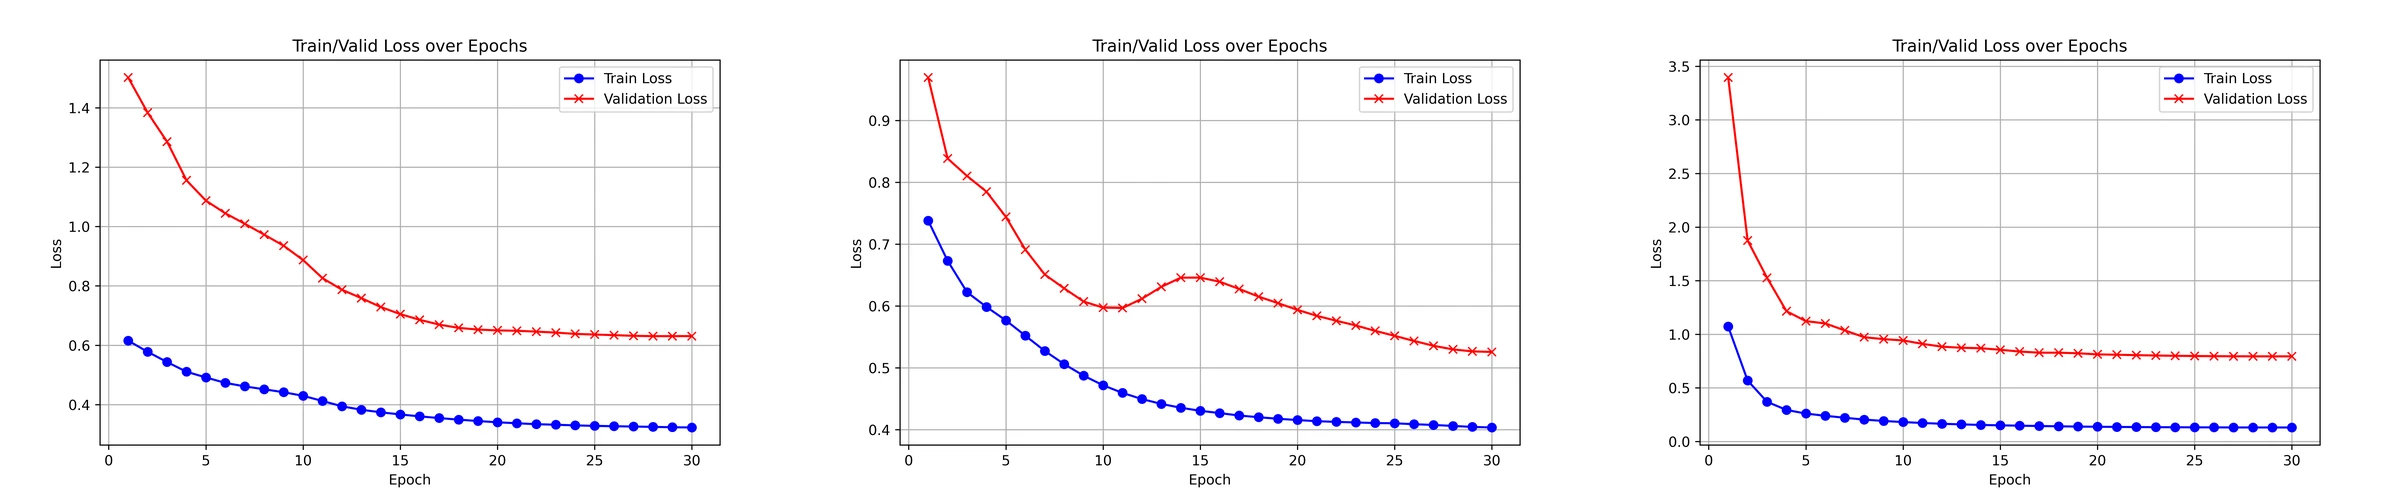 Train/Valid Loss over Epochs
Train Loss
Validation Loss
1.4
1.2
1.0
0.8
0.6
0.4
Loss
0 5 10 15 20 25 30
Epoch
Train/Valid Loss over Epochs
Train Loss
Validation Loss
0.9
0.8
0.7
0.6
0.5
0.4
Loss
0 5 10 15 20 25 30
Epoch
Train/Valid Loss over Epochs
Train Loss
Validation Loss
3.5
3.0
2.5
2.0
1.5
1.0
0.5
0.0
Loss
0 5 10 15 20 25 30
Epoch